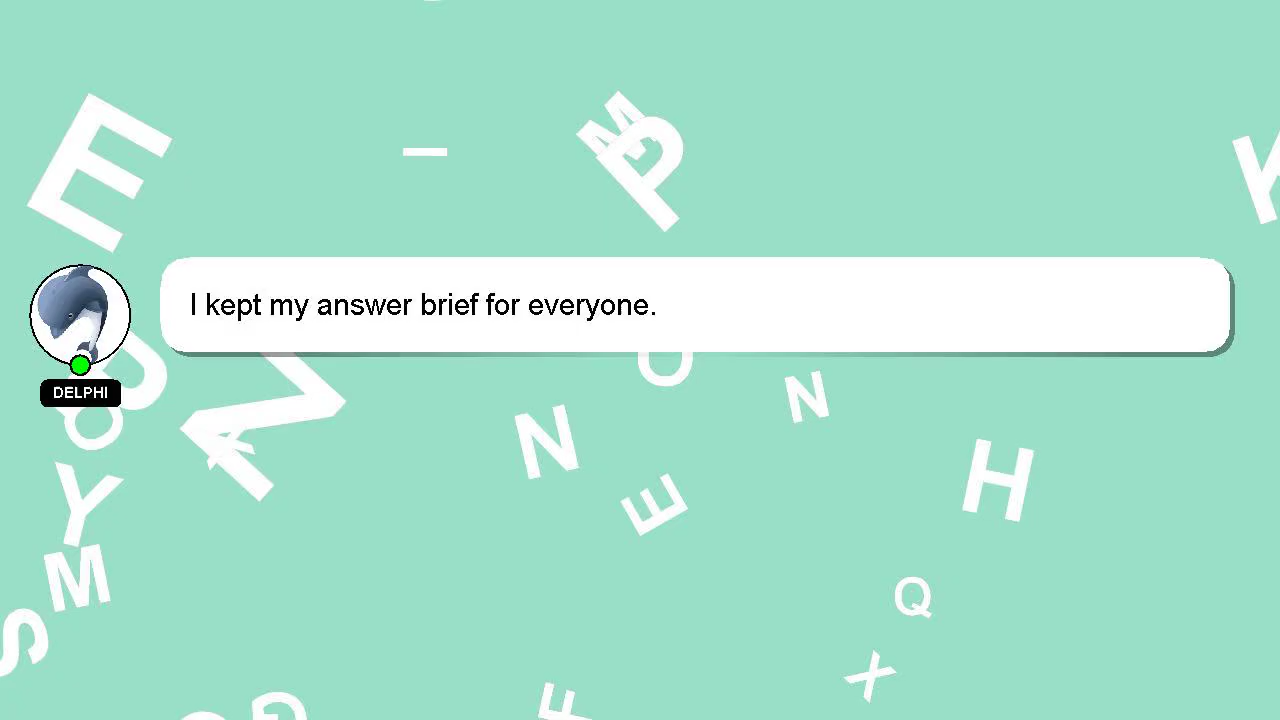 E
I
M
P
K
I kept my answer brief for everyone.
DELPHI
N
N
H
E
Y
M
S
Q
X
G
F